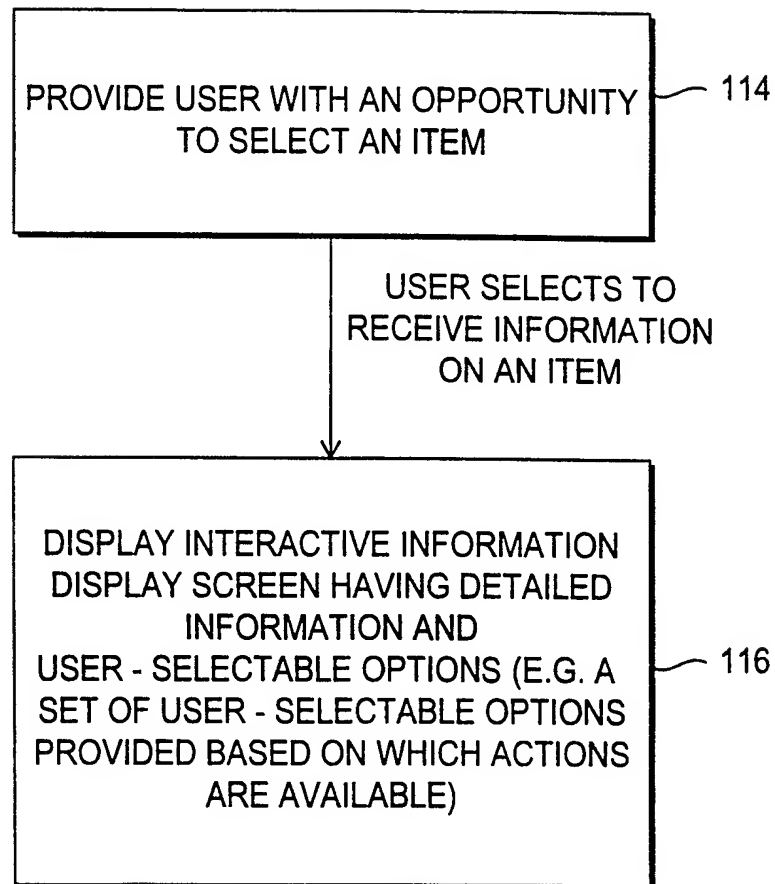 PROVIDE USER WITH AN OPPORTUNITY
TO SELECT AN ITEM
114
USER SELECTS TO
RECEIVE INFORMATION
ON AN ITEM
DISPLAY INTERACTIVE INFORMATION
DISPLAY SCREEN HAVING DETAILED
INFORMATION AND
USER - SELECTABLE OPTIONS (E.G. A
SET OF USER - SELECTABLE OPTIONS
PROVIDED BASED ON WHICH ACTIONS
ARE AVAILABLE)
116